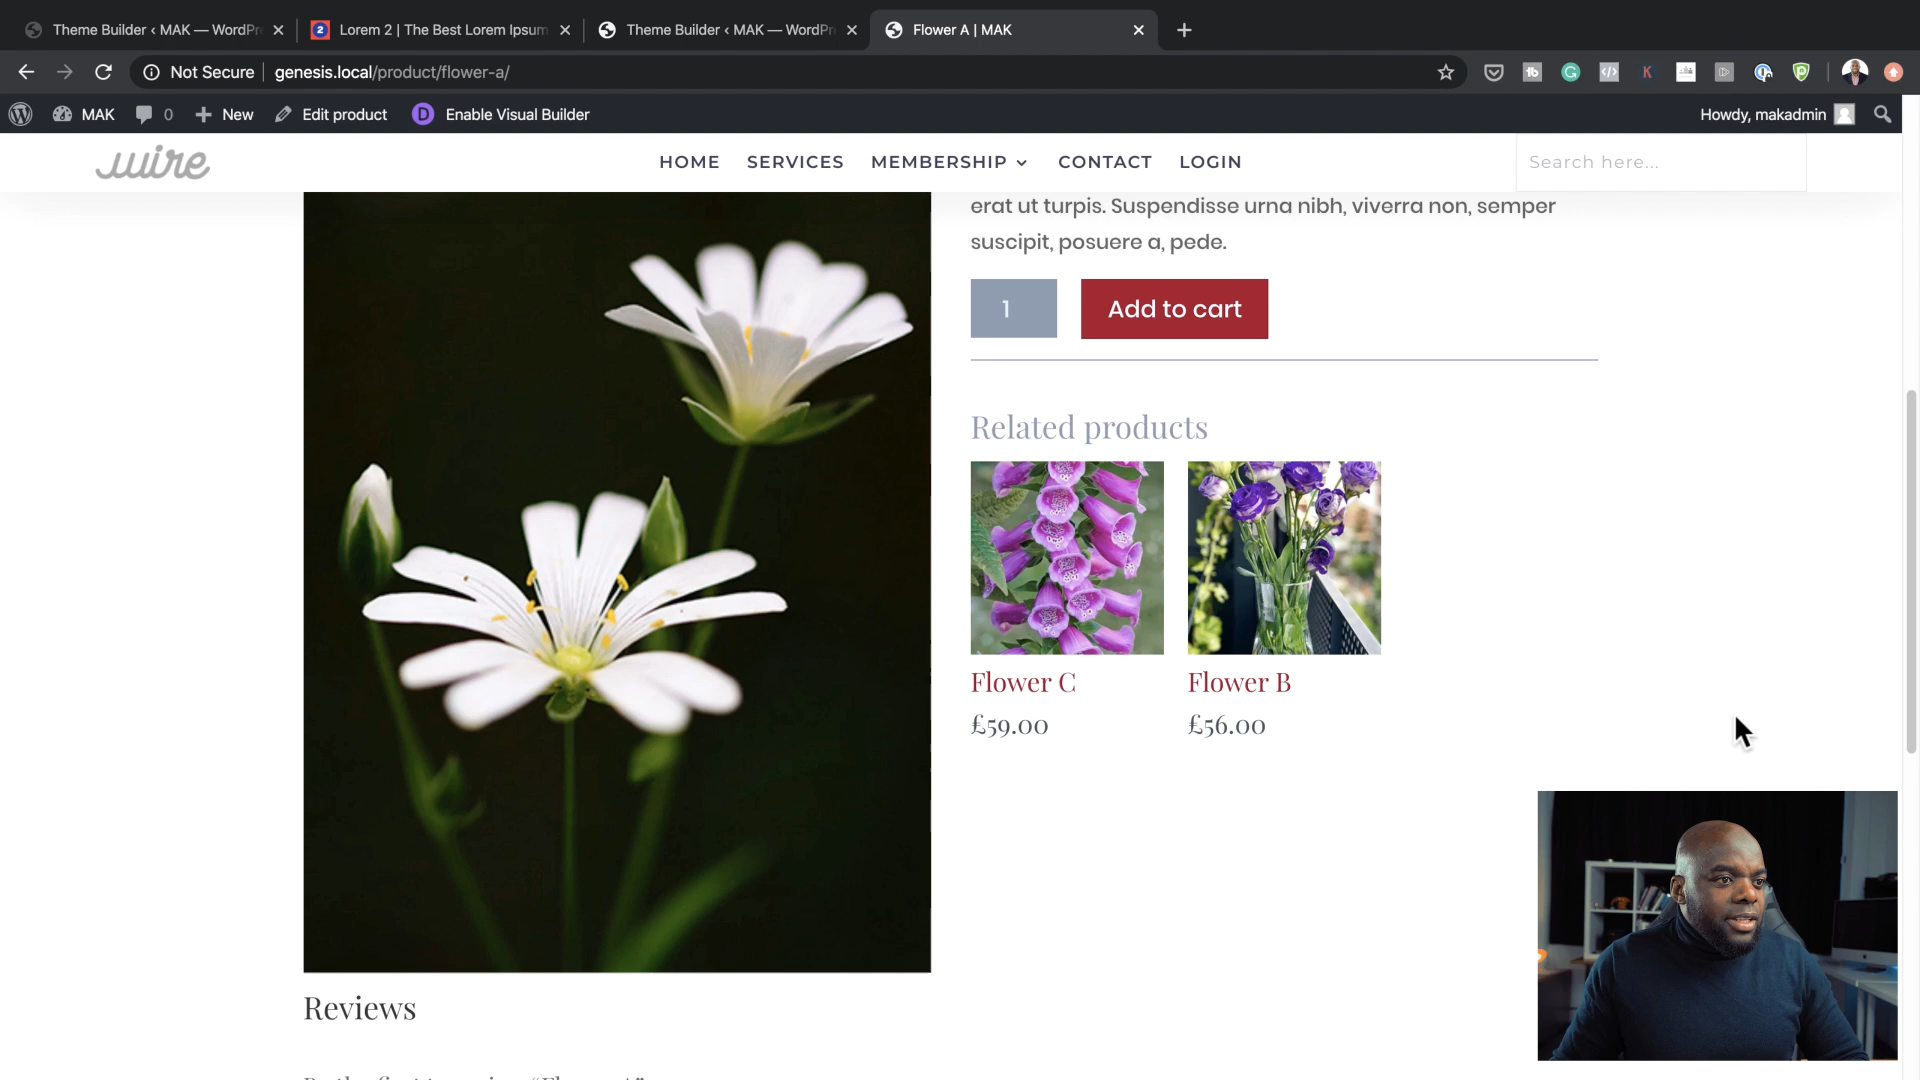 Theme Builder ‹ MAK — WordPr
Lorem 2 | The Best Lorem Ipsum
Theme Builder ‹ MAK — WordPr
Flower A | MAK
Not Secure
genesis.local/product/flower-a/
MAK
0
New
Edit product
D
Enable Visual Builder
Howdy, makadmin
wire
HOME
SERVICES
MEMBERSHIP
CONTACT
LOGIN
Search here...
erat ut turpis. Suspendisse urna nibh, viverra non, semper
suscipit, posuere a, pede.
1
Add to cart
Related products
Flower C
£59.00
Flower B
£56.00
Reviews